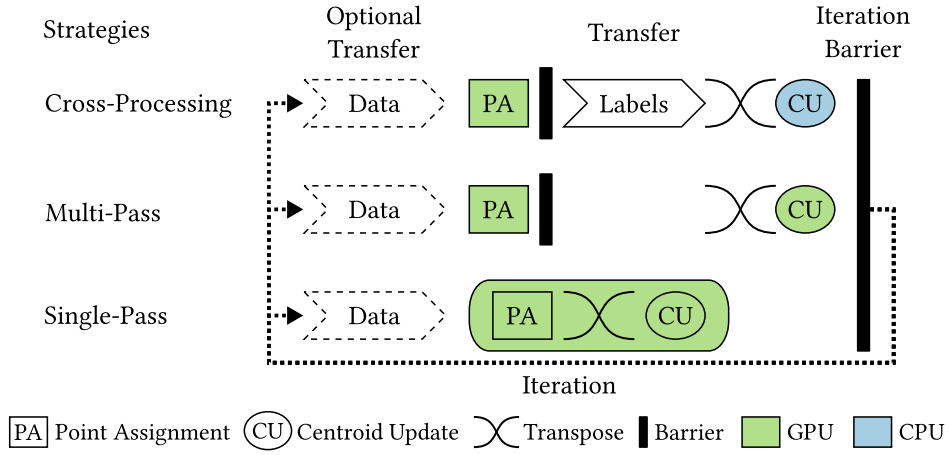 Strategies
Optional
Transfer
Transfer
Iteration
Barrier
Cross-Processing
Data
PA
Labels
CU
Multi-Pass
Data
PA
CU
Single-Pass
Data
PA
CU
Iteration
PA Point Assignment CU Centroid Update Transpose Barrier GPU CPU